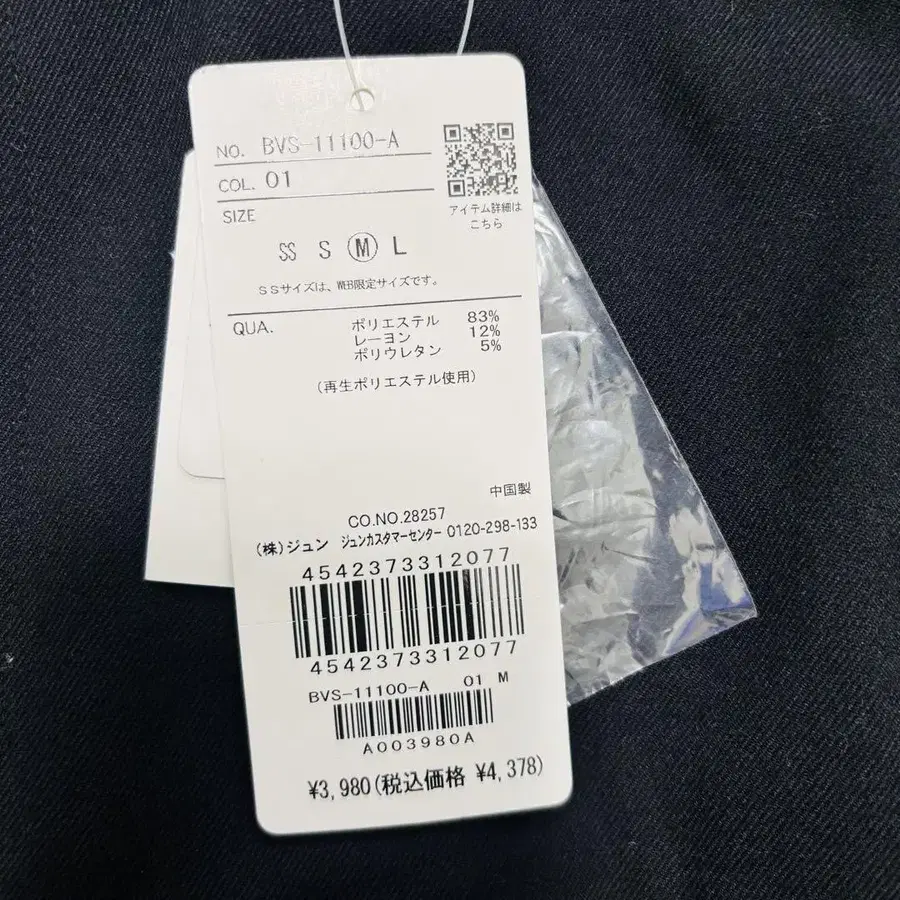 NO. BVS-11100-A
COL. 01
アイテム詳細は
こちら
SIZE
SS S M L
SSサイズは、WEB限定サイズです。
QUA. ポリエステル 83%
レーヨン 12%
ポリウレタン 5%
(再生ポリエステル使用)
中国製
CO.NO.28257
(株)ジュン ジュンカスタマーセンター 0120-298-133
4542373312077
4542373312077
BVS-11100-A 01 M
A003980A
¥3,980(税込価格 ¥4,378)